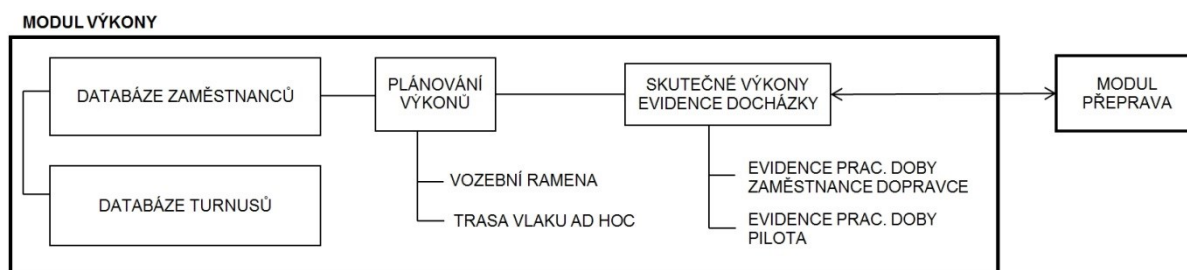 MODUL VÝKONY
DATABÁZE ZAMĚSTNANCŮ
DATABÁZE TURNUSŮ
PLÁNOVÁNÍ
VÝKONŮ
VOZEBNÍ RAMENA
TRASA VLAKU AD HOC
SKUTEČNÉ VÝKONY
EVIDENCE DOCHÁZKY
EVIDENCE PRAC. DOBY
ZAMĚSTNANCE DOPRAVCE
EVIDENCE PRAC. DOBY
PILOTA
MODUL
PŘEPRAVA